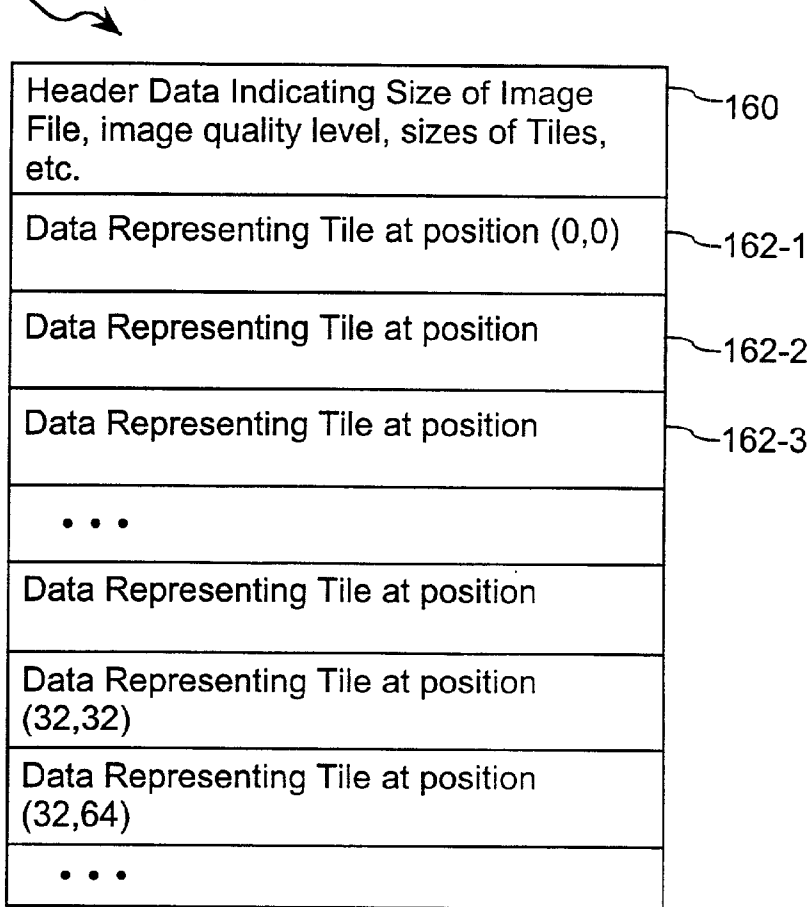 Header Data Indicating Size of Image
File, image quality level, sizes of Tiles,
etc.
160
Data Representing Tile at position (0,0)
162-1
Data Representing Tile at position
162-2
Data Representing Tile at position
162-3
• • •
Data Representing Tile at position
Data Representing Tile at position
(32,32)
Data Representing Tile at position
(32,64)
• • •